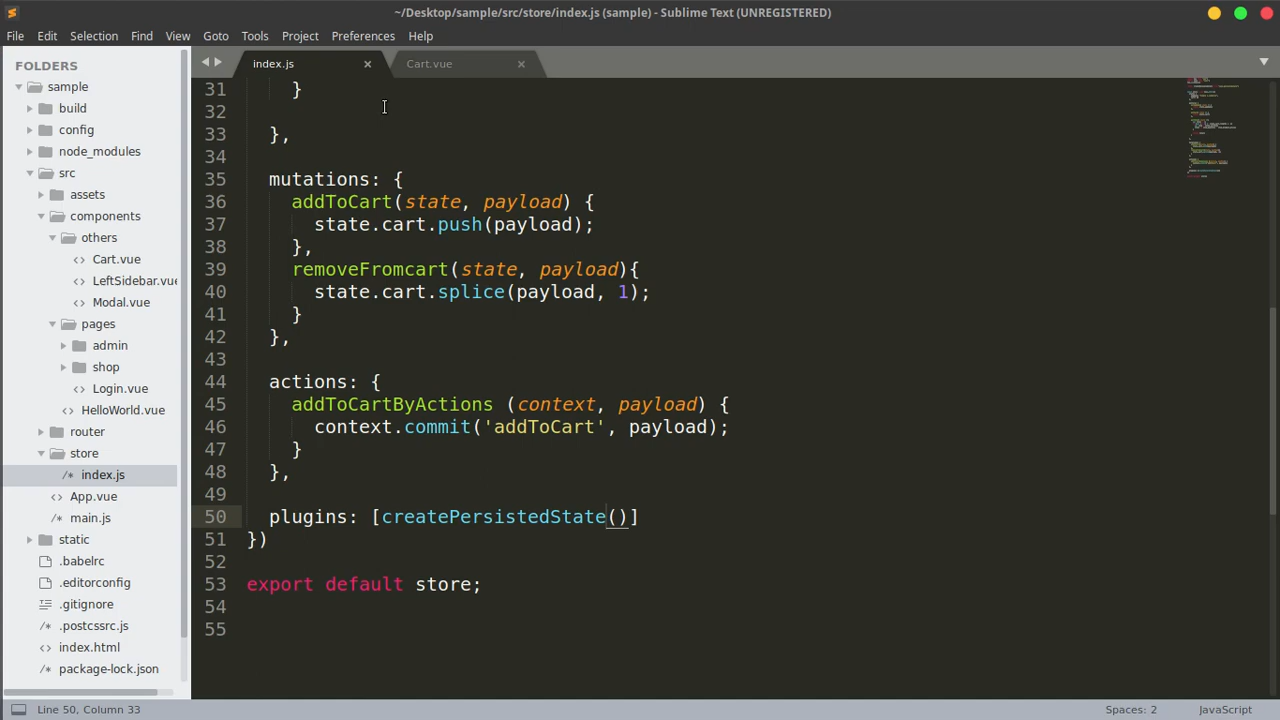 ~/Desktop/sample/src/store/index.js (sample) - Sublime Text (UNREGISTERED)
File Edit Selection Find View Goto Tools Project Preferences Help
FOLDERS
sample
build
config
node_modules
src
assets
components
others
Cart.vue
LeftSidebar.vue
Modal.vue
pages
admin
shop
Login.vue
HelloWorld.vue
router
store
index.js
App.vue
main.js
static
.babelrc
.editorconfig
.gitignore
.postcssrc.js
index.html
package-lock.json
index.js Cart.vue
31 }
32
33 },
34
35 mutations: {
36 addToCart(state, payload) {
37 state.cart.push(payload);
38 },
39 removeFromcart(state, payload){
40 state.cart.splice(payload, 1);
41 }
42 },
43
44 actions: {
45 addToCartByActions (context, payload) {
46 context.commit('addToCart', payload);
47 }
48 },
49
50 plugins: [createPersistedState()]
51 })
52
53 export default store;
54
55
Line 50, Column 33 Spaces: 2 JavaScript